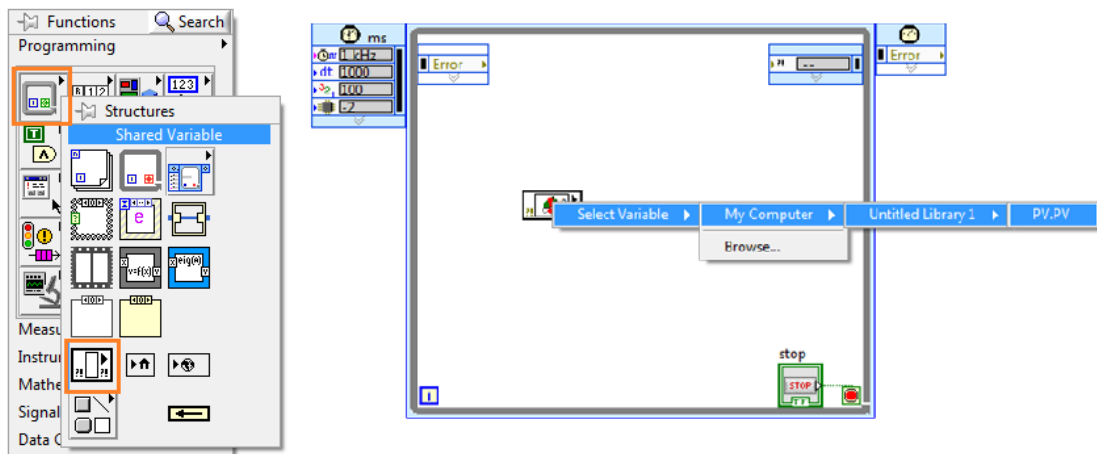 Functions
Search
Programming
Structures
Shared Variable
Measu
Instru
Mathe
Signal
Data C
ms
1 kHz
dt 1000
100
-2
Error
--
Error
Select Variable
My Computer
Untitled Library 1
PV.PV
Browse...
stop
STOP
TF
i